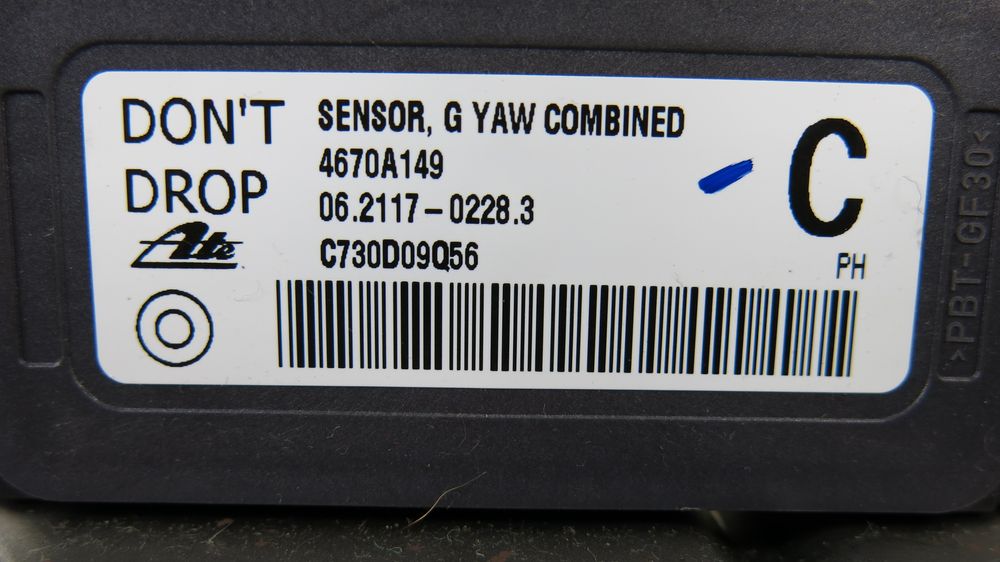 DON'T
DROP
Ate
SENSOR, G YAW COMBINED
4670A149
06.2117-0228.3
C730D09Q56
C
PH
>PBT-GF30<